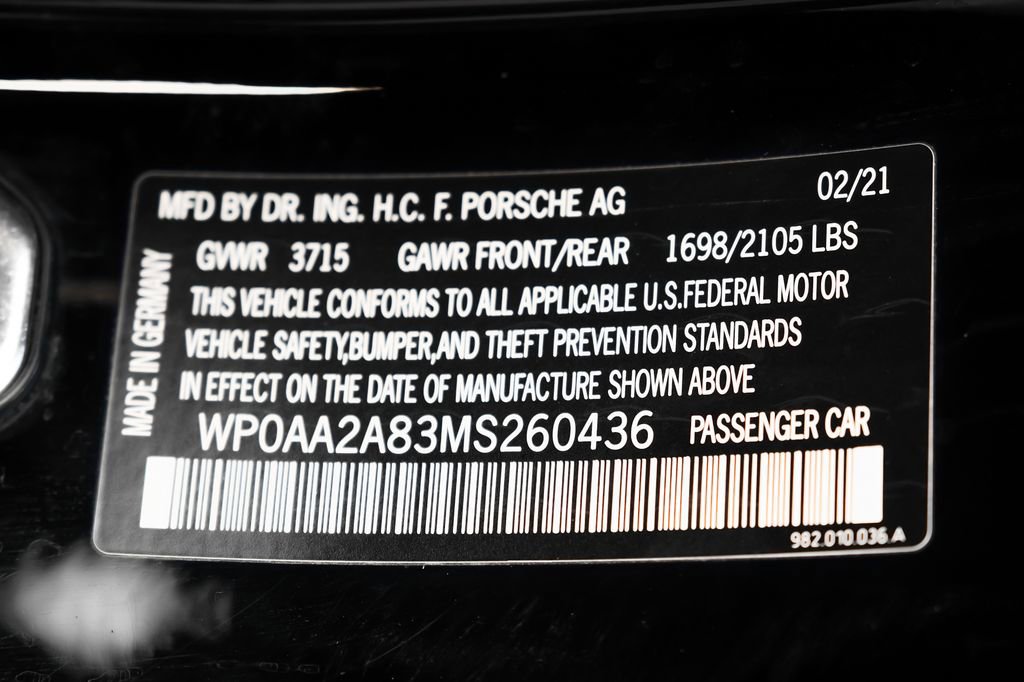 MFD BY DR. ING. H.C. F. PORSCHE AG 02/21
GVWR 3715 GAWR FRONT/REAR 1698/2105 LBS
THIS VEHICLE CONFORMS TO ALL APPLICABLE U.S.FEDERAL MOTOR
VEHICLE SAFETY,BUMPER,AND THEFT PREVENTION STANDARDS
IN EFFECT ON THE DATE OF MANUFACTURE SHOWN ABOVE
WP0AA2A83MS260436 PASSENGER CAR
982.010.036.A
MADE IN GERMANY